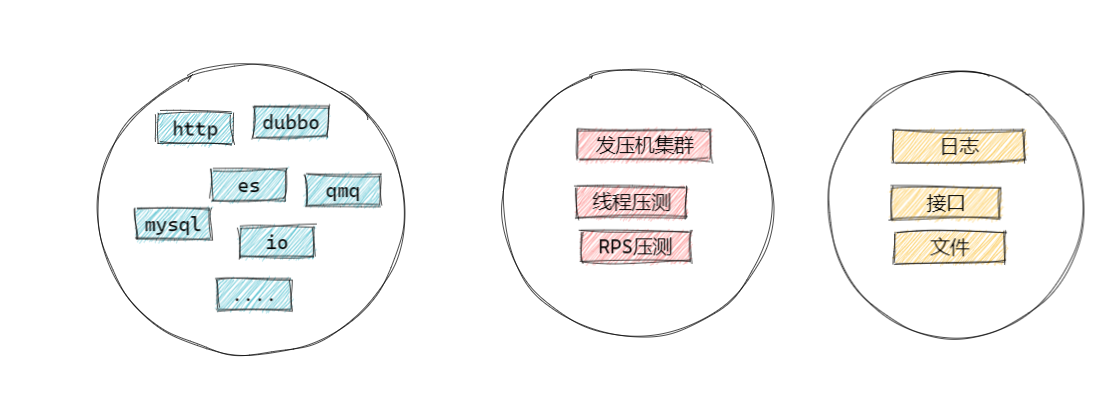 http
dubbo
es
qmq
mysql
io
....
发压机集群
线程压测
RPS压测
日志
接口
文件